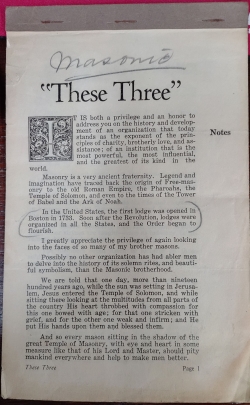 Masonic
"These Three"
IT IS both a privilege and an honor to
address you on the history and develop-
ment of an organization that today
stands as the exponent of the prin-
ciples of charity, brotherly love, and as-
sistance; of an institution that is the
most powerful, the most influential,
and the greatest of its kind in the
world.
Notes
Masonry is a very ancient fraternity. Legend and
imagination have traced back the origin of Free-mas-
onry to the old Roman Empire, the Pharoahs, the
Temple of Solomon, and even to the times of the Tower
of Babel and the Ark of Noah.
In the United States, the first lodge was opened in
Boston in 1733. Soon after the Revolution, lodges were
organized in all the States, and the Order began to
flourish.
I greatly appreciate the privilege of again looking
into the faces of so many of my brother masons.
Possibly no other organization has had abler men
to delve into the history of its solemn rites, and beauti-
ful symbolism, than the Masonic brotherhood.
We are told that one day, more than nineteen
hundred years ago, while the sun was setting in Jerusa-
lem, Jesus entered the Temple of Solomon, and while
sitting there looking at the multitudes from all parts of
the country His heart throbbed with compassion for
this one bowed with age; for that one stricken with
grief, and for the other one weak and infirm; and He
put His hands upon them and blessed them.
And so every mason sitting in the shadow of the
great Temple of Masonry, with eye and heart in some
measure like that of his Lord and Master, should pity
mankind everywhere and help to make men better.
These Three
Page 1